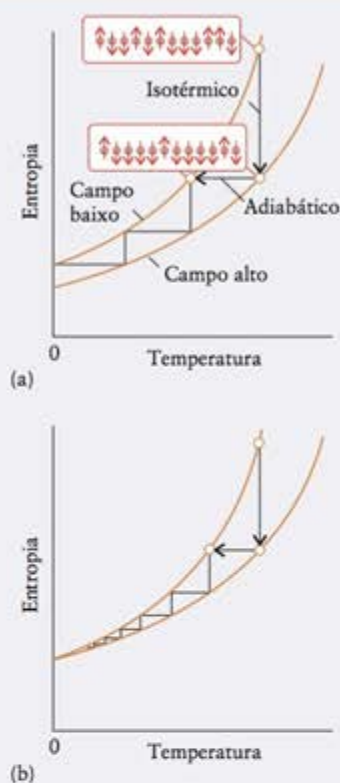 Isotérmico
Entropia
Campo
baixo
Adiabático
Campo alto
0
Temperatura
(a)
Entropia
0
Temperatura
(b)